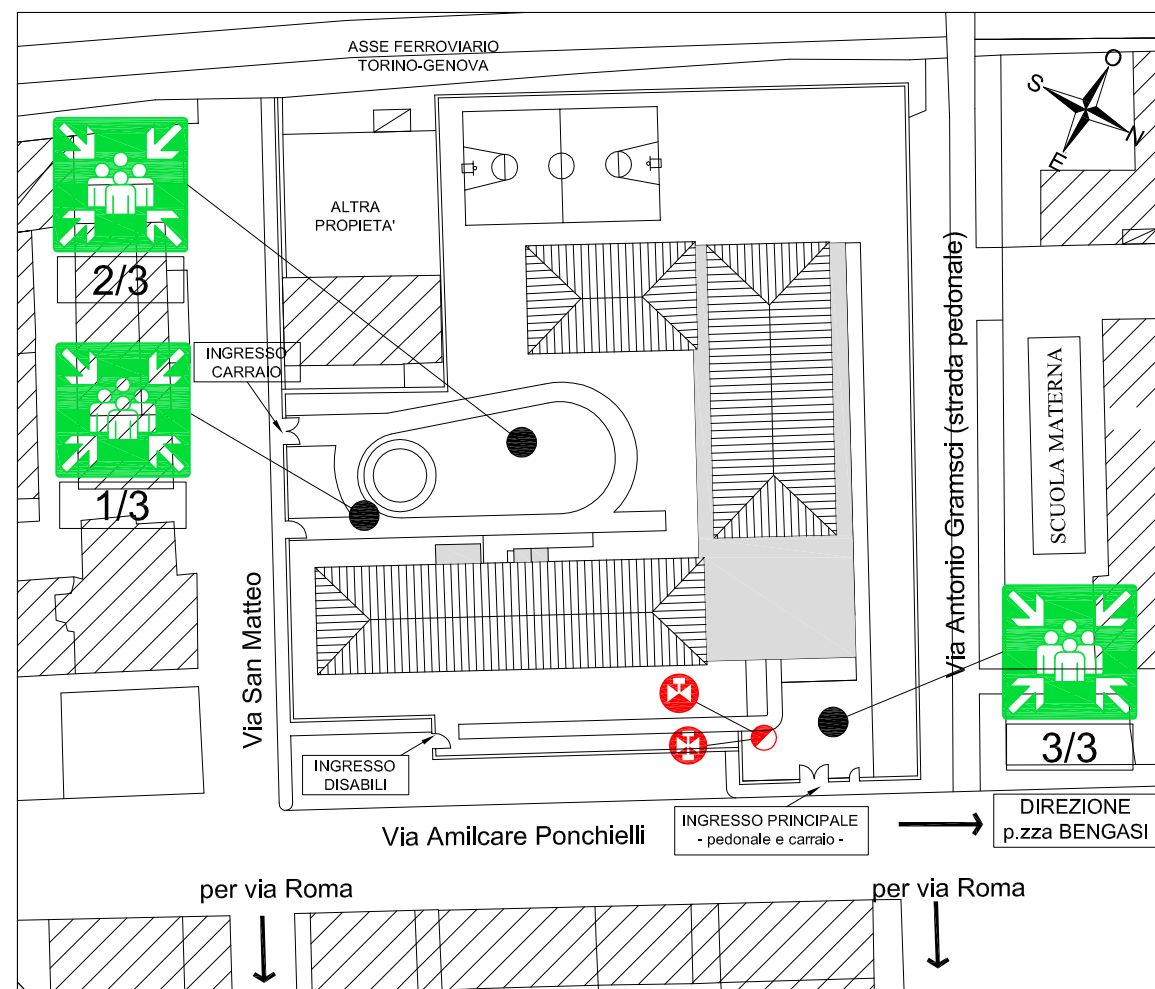 ASSE FERROVIARIO
TORINO-GENOVA
O
S
N
E
ALTRA
PROPIETA'
2/3
INGRESSO
CARRAIO
1/3
Via San Matteo
Via Antonio Gramsci (strada pedonale)
SCUOLA MATERNA
3/3
INGRESSO
DISABILI
INGRESSO PRINCIPALE
- pedonale e carraio -
DIREZIONE
p.zza BENGASI
Via Amilcare Ponchielli
per via Roma
per via Roma